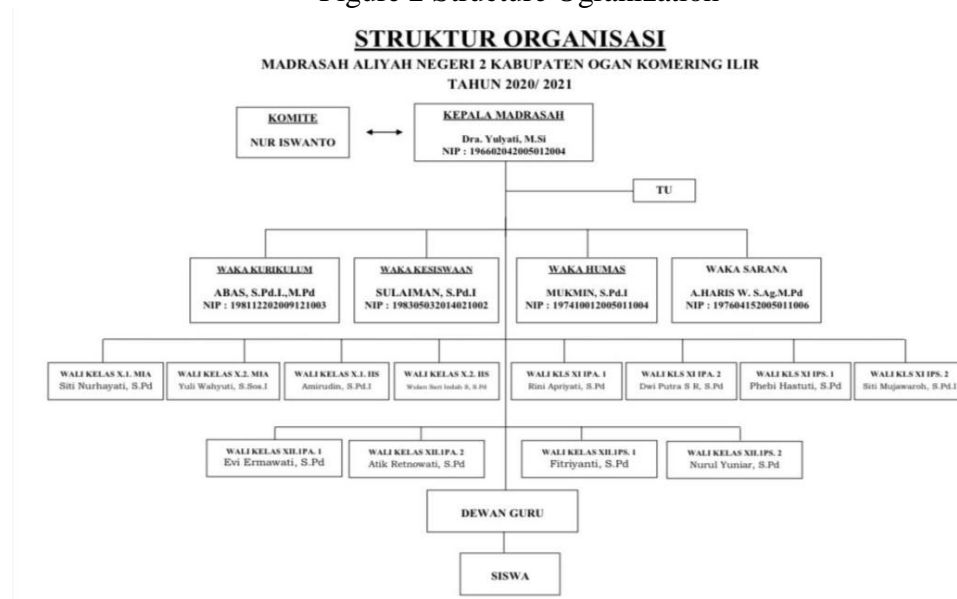 Figure 2 Structure Ogranization
STRUKTUR ORGANISASI
MADRASAH ALIYAH NEGERI 2 KABUPATEN OGAN KOMERING ILIR
TAHUN 2020/ 2021
KOMITE
NUR ISWANTO
KEPALA MADRASAH
Dra. Yulyati, M.Si
NIP : 196602042005012004
TU
WAKA KURIKULUM
ABAS, S.Pd.I.,M.Pd
NIP : 198112202009121003
WAKA KESISWAAN
SULAIMAN, S.Pd.I
NIP : 198305032014021002
WAKA HUMAS
MUKMIN, S.Pd.I
NIP : 197410012005011004
WAKA SARANA
A.HARIS W. S.Ag.M.Pd
NIP : 197604152005011006
WALI KELAS X.1. MIA
Siti Nurhayati, S.Pd
WALI KELAS X.2. MIA
Yuli Wahyuti, S.Sos.I
WALI KELAS X.1. IIS
Amirudin, S.Pd.I
WALI KELAS X.2. IIS
Wulan Sari Indah R, S.Pd
WALI KLS XI IPA. 1
Rini Apriyati, S.Pd
WALI KLS XI IPA. 2
Dwi Putra S R, S.Pd
WALI KLS XI IPS. 1
Phebi Hastuti, S.Pd
WALI KLS XI IPS. 2
Siti Mujawaroh, S.Pd.I
WALI KELAS XII.IPA. 1
Evi Ermawati, S.Pd
WALI KELAS XII.IPA. 2
Atik Retnowati, S.Pd
WALI KELAS XII.IPS. 1
Fitriyanti, S.Pd
WALI KELAS XII.IPS. 2
Nurul Yuniar, S.Pd
DEWAN GURU
SISWA